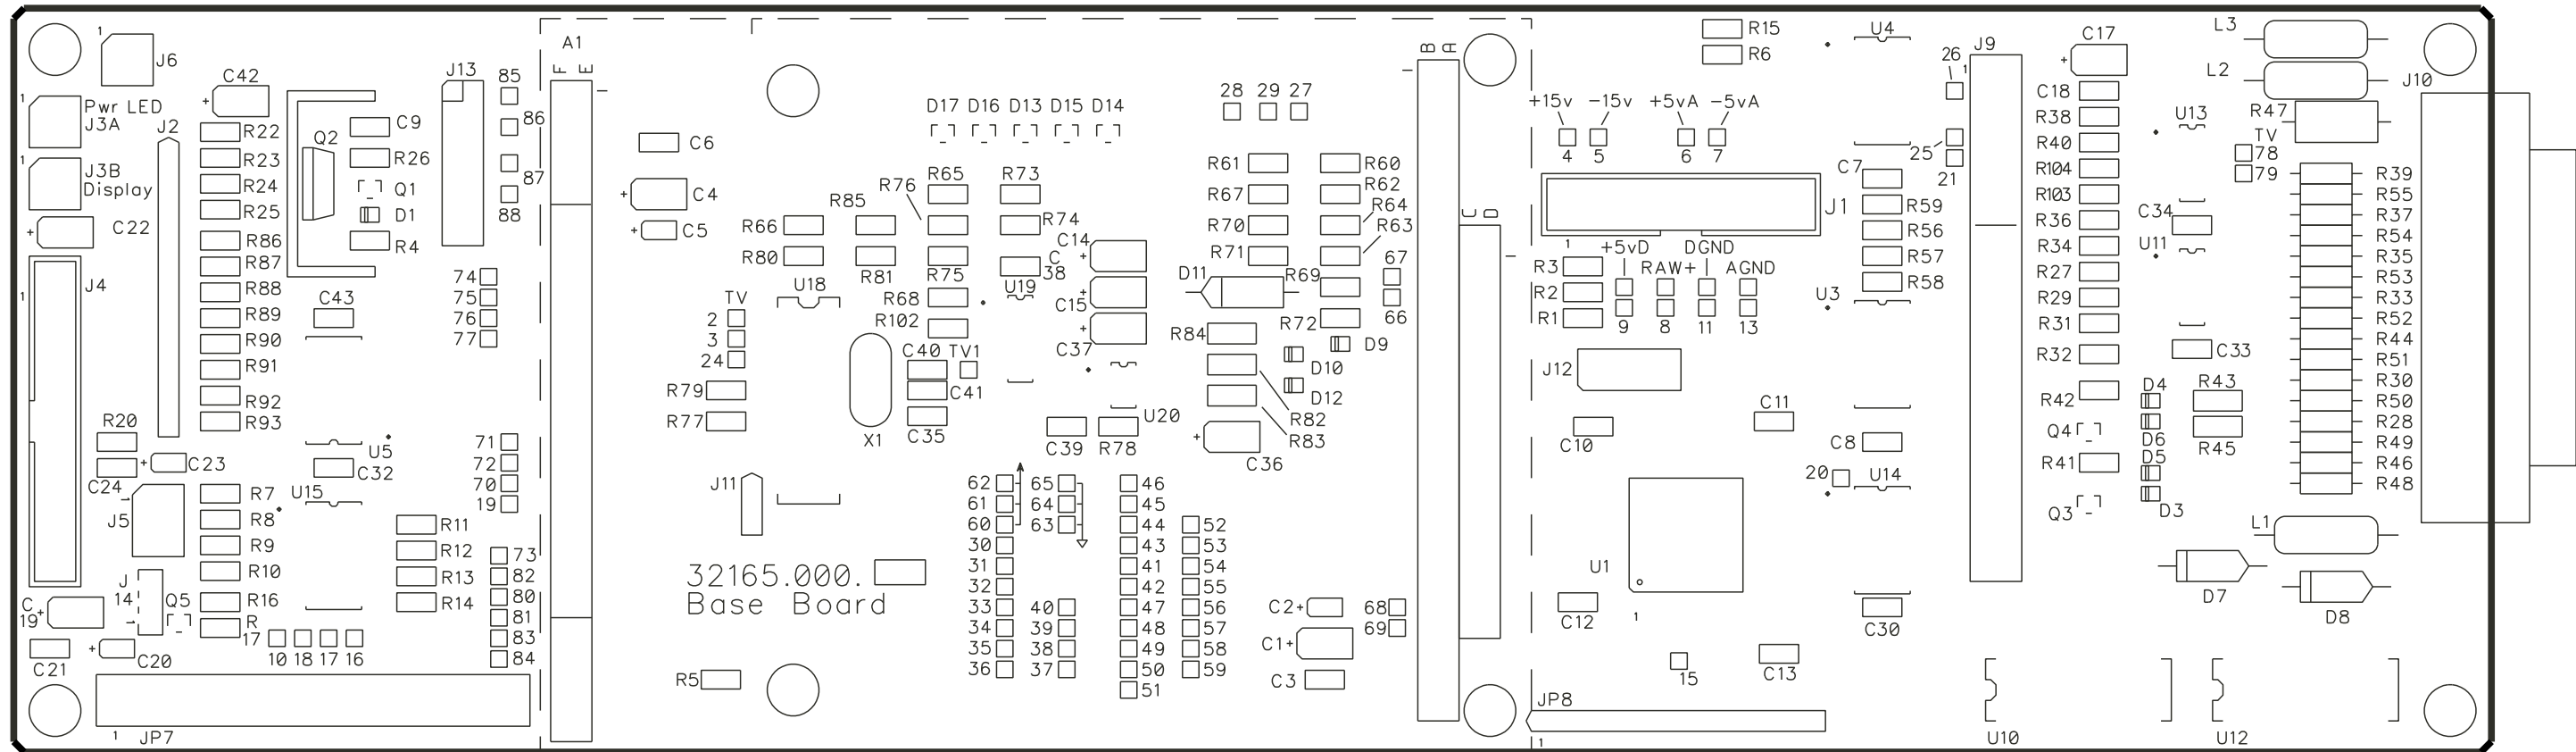 J6
C42
Pwr LED
J3A
J2
J3B
Display
C22
J4
R22
R23
R24
R25
R86
R87
R88
R89
R90
R91
R92
R93
Q2
C9
R26
Q1
D1
R4
C43
J13
85
86
87
88
74
75
76
77
R20
C24
C23
J5
U5
C32
U15
71
72
70
19
R7
R8
R9
R10
R16
R
17
R11
R12
R13
R14
73
82
80
81
83
84
J
14
Q5
C
19
C21
C20
10 18 17 16
1 JP7
A1
F E
C6
C4
C5
TV
2
3
24
R79
R77
J11
32165.000.
Base Board
R5
D17 D16 D13 D15 D14
R76
R65
R73
R85
R66
R74
R80
R81
R75
C
38
C14
C15
C37
U18
U19
R68
R102
C40
TV1
C41
C35
X1
C39
R78
U20
28 29 27
R61
R60
R67
R62
R64
R70
R63
R71
R69
67
66
D11
R72
R84
D9
D10
D12
R82
R83
C36
62
61
60
30
31
32
33
34
35
36
65
64
63
40
39
38
37
46
45
44
43
41
42
47
48
49
50
51
52
53
54
55
56
57
58
59
C2
C1
C3
68
69
B A
C D
R15
R6
+15v -15v +5vA -5vA
4 5 6 7
J1
1 +5vD DGND
RAW+ AGND
R3
R2
R1
9 8 11 13
J12
C10
C11
U1
1
C12
15
C13
JP8
1
U4
C7
R59
R56
R57
R58
U3
C8
20
U14
C30
26
25
21
J9
1
C17
C18
R38
R40
R104
R103
R36
R34
R27
R29
R31
R32
R42
Q4
R41
Q3
U13
C34
U11
C33
D4
D6
D5
D3
R43
R45
L3
L2
J10
R47
TV
78
79
R39
R55
R37
R54
R35
R53
R33
R52
R44
R51
R30
R50
R28
R49
R46
R48
L1
D7
D8
U10
U12